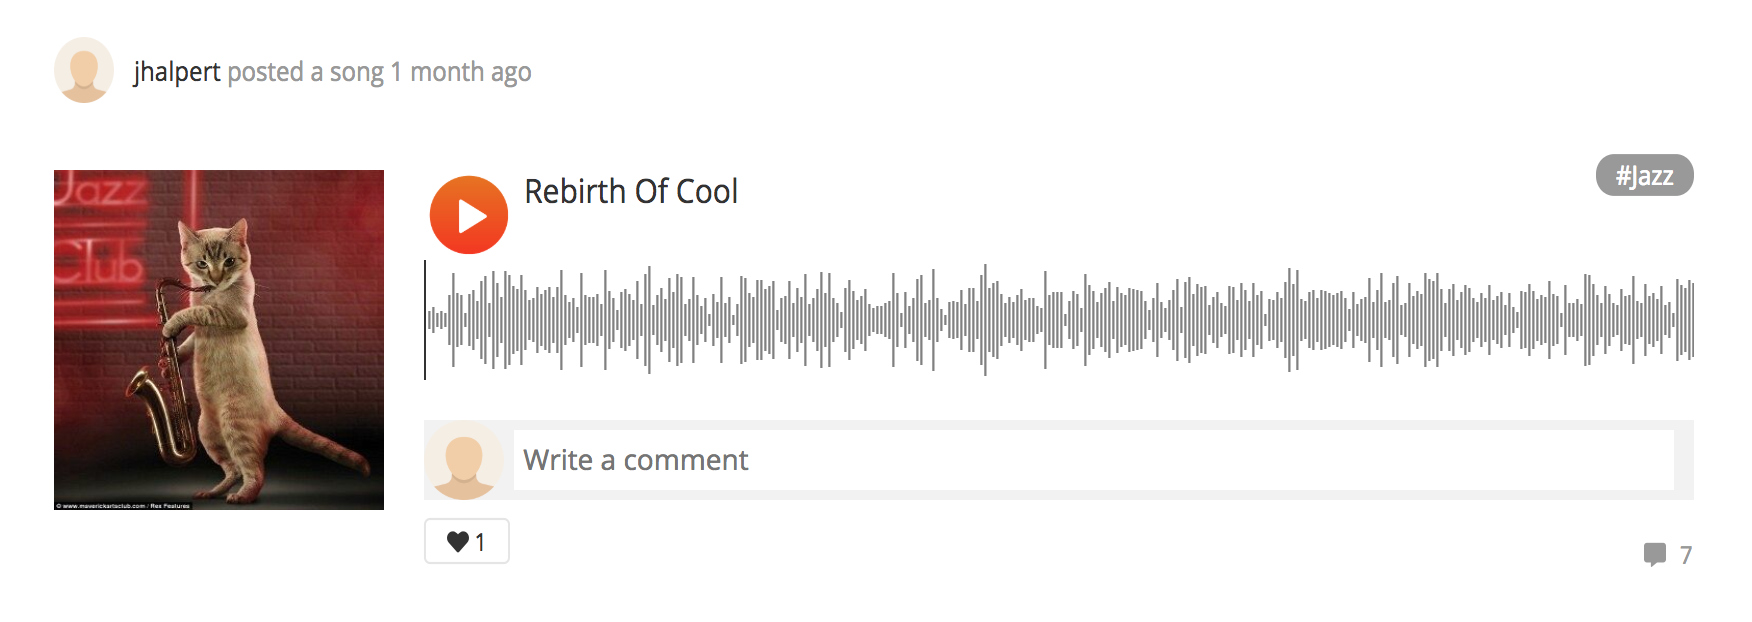 jhalpert posted a song 1 month ago
#Jazz
Rebirth Of Cool
Jazz
Club
© www.maverickartsclub.com / Rex Features
Write a comment
1
7